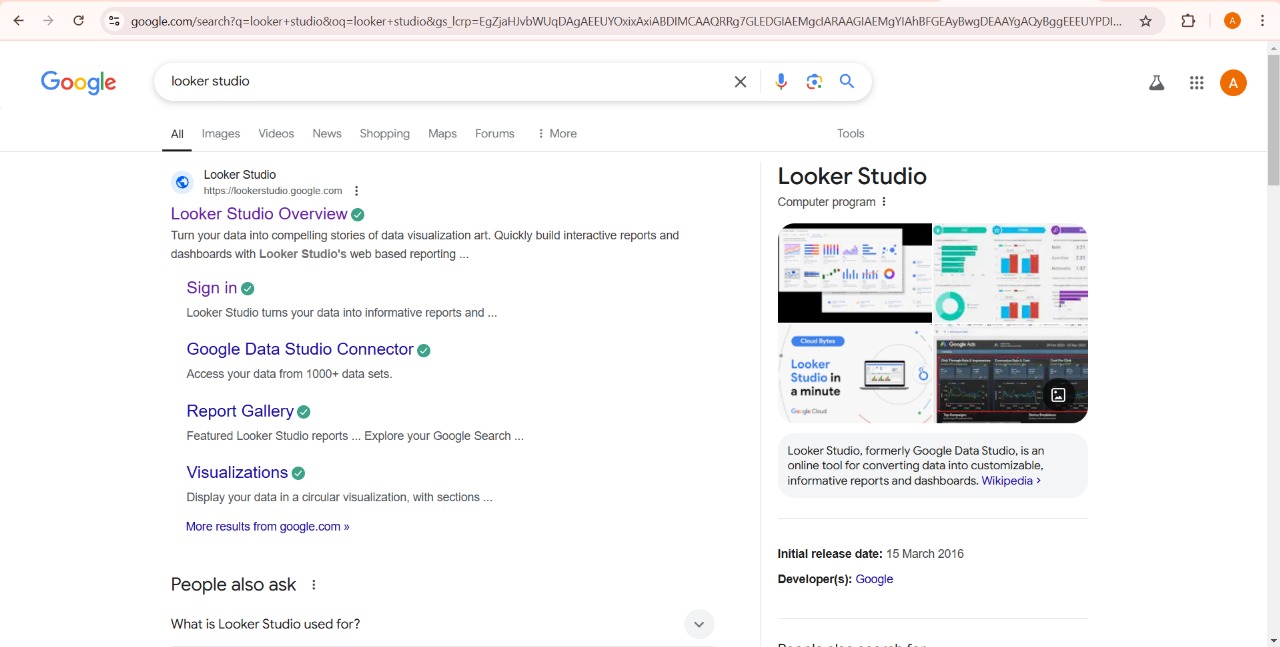 google.com/search?q=looker+studio&oq=looker+studio&gs_lcrp=EgZjaHJvbWUqDAgAEEUYOxixAxiABDIMCAAQRRg7GLEDGIAEMgcIARAAGIAEMgYIAhBFGEAyBwgDEAAYgAQyBggEEEUYPDI...
A
Google
looker studio
A
All
Images
Videos
News
Shopping
Maps
Forums
More
Tools
Looker Studio
https://lookerstudio.google.com
Looker Studio Overview
Turn your data into compelling stories of data visualization art. Quickly build interactive reports and
dashboards with Looker Studio's web based reporting ...
Sign in
Looker Studio turns your data into informative reports and ...
Google Data Studio Connector
Access your data from 1000+ data sets.
Report Gallery
Featured Looker Studio reports ... Explore your Google Search ...
Visualizations
Display your data in a circular visualization, with sections ...
More results from google.com »
People also ask
What is Looker Studio used for?
Looker Studio
Computer program
Cloud Bytes
Looker
Studio in
a minute
Google Cloud
Google Ads
Looker Studio, formerly Google Data Studio, is an
online tool for converting data into customizable,
informative reports and dashboards. Wikipedia ›
Initial release date: 15 March 2016
Developer(s): Google
People also search for